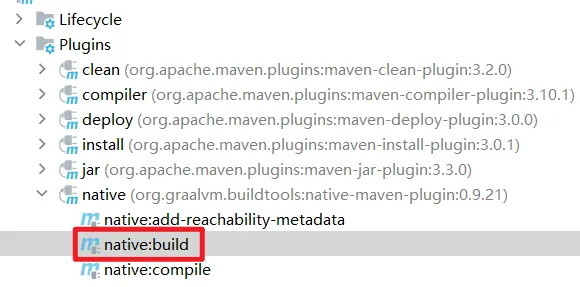 Lifecycle
Plugins
clean (org.apache.maven.plugins:maven-clean-plugin:3.2.0)
compiler (org.apache.maven.plugins:maven-compiler-plugin:3.10.1)
deploy (org.apache.maven.plugins:maven-deploy-plugin:3.0.0)
install (org.apache.maven.plugins:maven-install-plugin:3.0.1)
jar (org.apache.maven.plugins:maven-jar-plugin:3.3.0)
native (org.graalvm.buildtools:native-maven-plugin:0.9.21)
native:add-reachability-metadata
native:build
native:compile